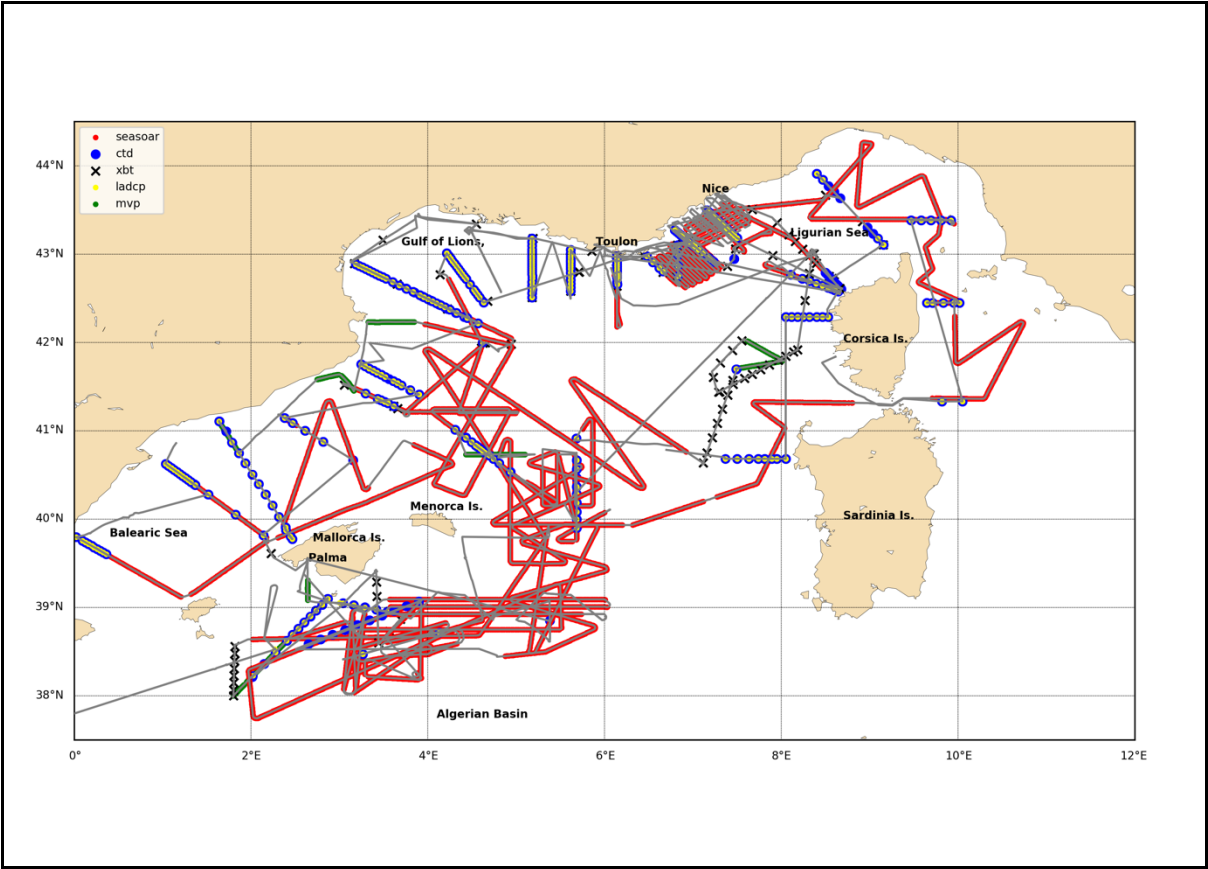 seasoar
ctd
xbt
ladcp
mvp
44°N
43°N
42°N
41°N
40°N
39°N
38°N
Nice
Gulf of Lions,
Toulon
Ligurian Sea
Corsica Is.
Menorca Is.
Sardinia Is.
Balearic Sea
Mallorca Is.
Palma
Algerian Basin
0°
2°E
4°E
6°E
8°E
10°E
12°E